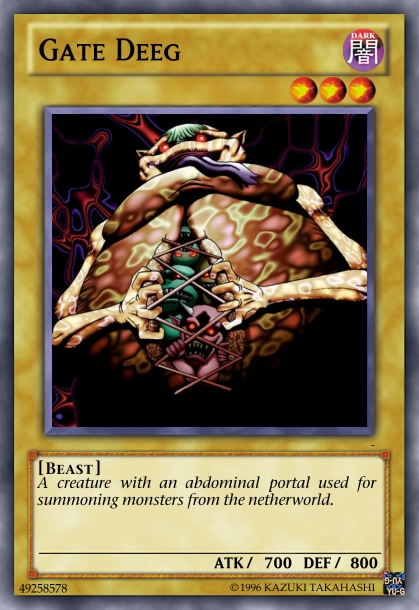 GATE DEEG
DARK
闇
-
[BEAST]
A creature with an abdominal portal used for
summoning monsters from the netherworld.
ATK / 700 DEF / 800
49258578
©1996 KAZUKI TAKAHASHI
YU-G